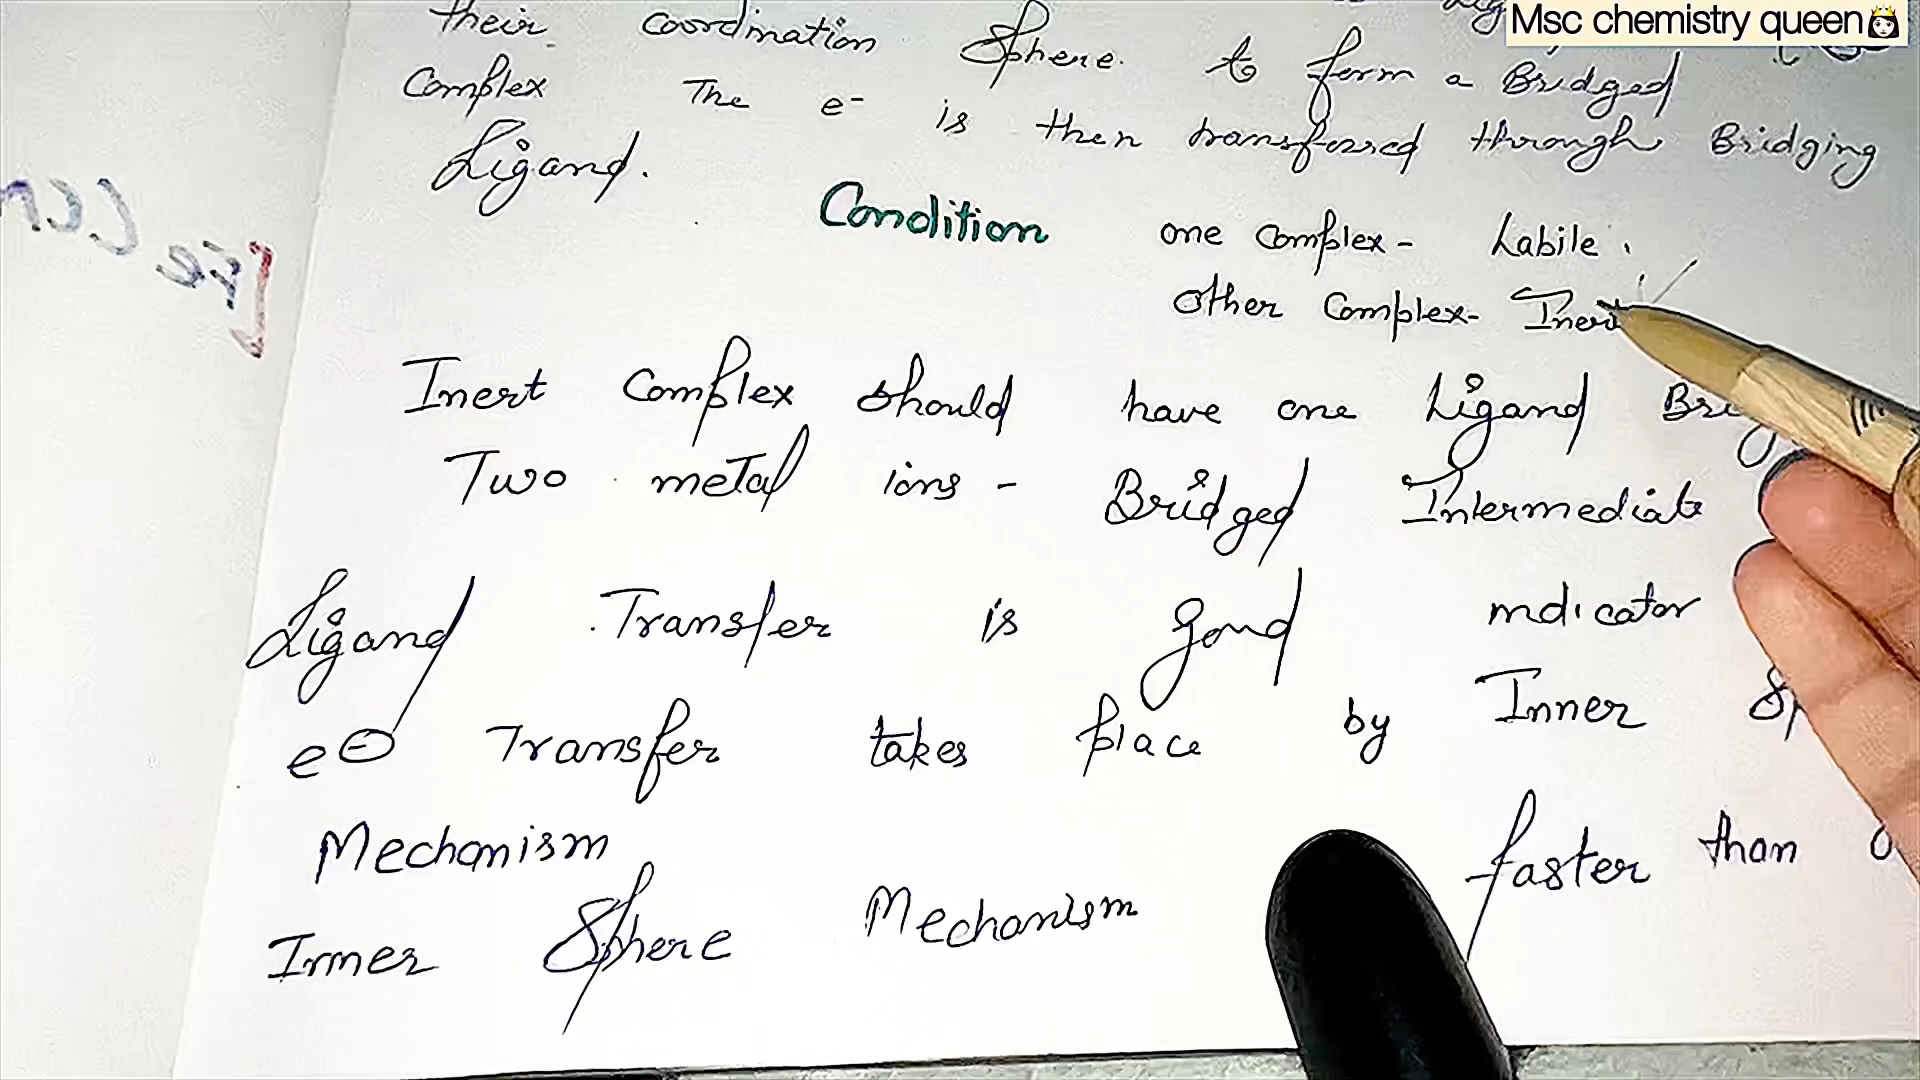 Msc chemistry queen👸🏻
their coordination Sphere. to form a Bridged
Complex The e⁻ is then transferred through Bridging
Ligand.
Condition one complex - Labile.
Other Complex - Inert
Inert Complex should have one Ligand
Two metal ions - Bridged Intermediate
Ligand Transfer is good indicator
e⊖ Transfer takes place by Inner
Mechanism
Inner Sphere Mechanism faster than